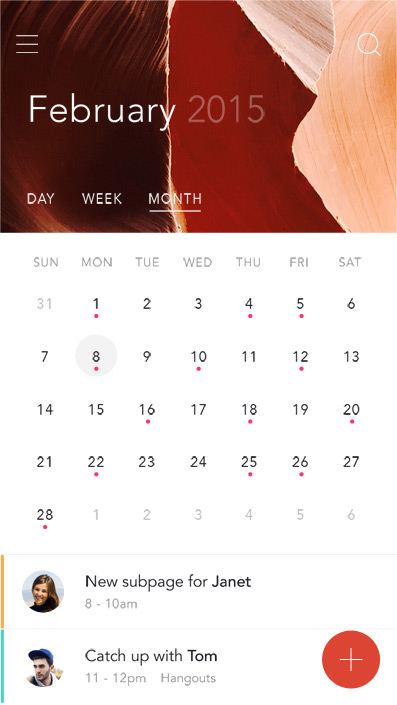 February 2015
DAY WEEK MONTH
SUN MON TUE WED THU FRI SAT
31 1 2 3 4 5 6
7 8 9 10 11 12 13
14 15 16 17 18 19 20
21 22 23 24 25 26 27
28 1 2 3 4 5 6
New subpage for Janet
8 - 10am
Catch up with Tom
11 - 12pm Hangouts